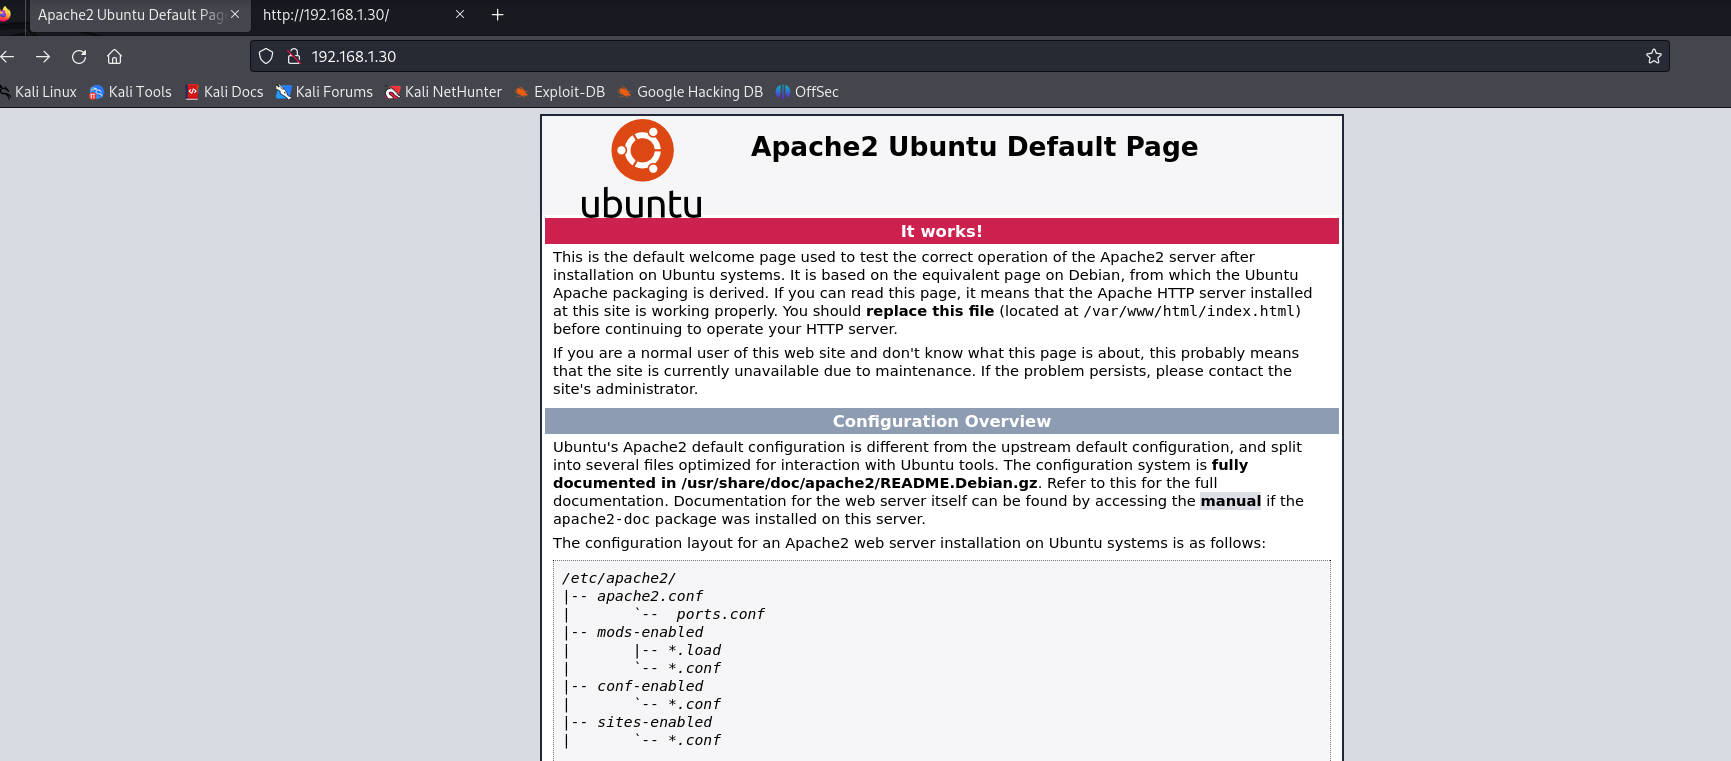 Apache2 Ubuntu Default Pag
http://192.168.1.30/
192.168.1.30
Kali Linux Kali Tools Kali Docs Kali Forums Kali NetHunter Exploit-DB Google Hacking DB OffSec
Apache2 Ubuntu Default Page
ubuntu
It works!
This is the default welcome page used to test the correct operation of the Apache2 server after
installation on Ubuntu systems. It is based on the equivalent page on Debian, from which the Ubuntu
Apache packaging is derived. If you can read this page, it means that the Apache HTTP server installed
at this site is working properly. You should replace this file (located at /var/www/html/index.html)
before continuing to operate your HTTP server.
If you are a normal user of this web site and don't know what this page is about, this probably means
that the site is currently unavailable due to maintenance. If the problem persists, please contact the
site's administrator.
Configuration Overview
Ubuntu's Apache2 default configuration is different from the upstream default configuration, and split
into several files optimized for interaction with Ubuntu tools. The configuration system is fully
documented in /usr/share/doc/apache2/README.Debian.gz. Refer to this for the full
documentation. Documentation for the web server itself can be found by accessing the manual if the
apache2-doc package was installed on this server.
The configuration layout for an Apache2 web server installation on Ubuntu systems is as follows:
/etc/apache2/
|-- apache2.conf
|       `--  ports.conf
|-- mods-enabled
|       |-- *.load
|       `-- *.conf
|-- conf-enabled
|       `-- *.conf
|-- sites-enabled
|       `-- *.conf